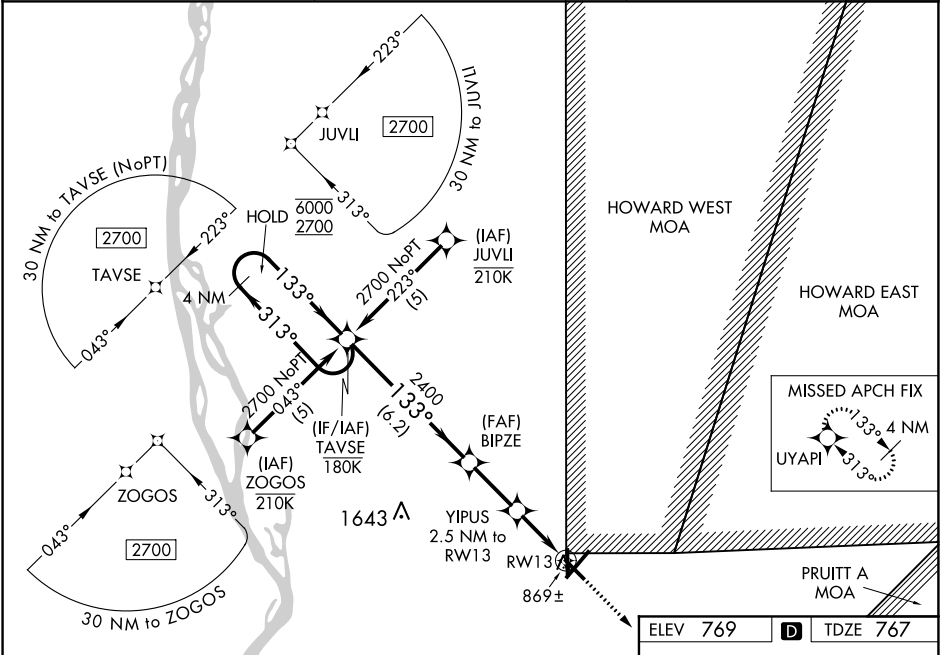 223°
JUVLI
2700
30 NM to JUVLI
313°
30 NM to TAVSE (NoPT)
2700
223°
TAVSE
043°
HOLD
6000
2700
4 NM
133°
313°
(IAF)
JUVLI
210K
2700 NoPT
223°
(5)
HOWARD WEST
MOA
HOWARD EAST
MOA
2700 NoPT
043°
(5)
(IF/IAF)
TAVSE
180K
2400
133°
(6.2)
(FAF)
BIPZE
MISSED APCH FIX
133°
4 NM
UYAPI
313°
(IAF)
ZOGOS
210K
ZOGOS
313°
043°
2700
30 NM to ZOGOS
1643
YIPUS
2.5 NM to
RW13
RW13
869±
PRUITT A
MOA
ELEV 769 D TDZE 767